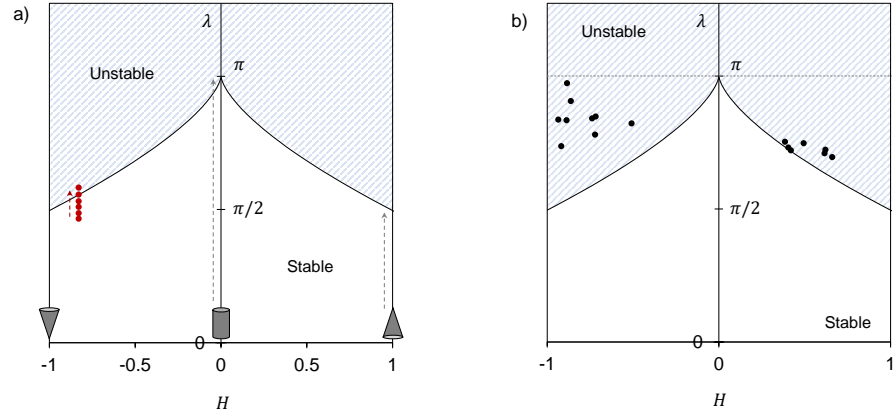 a)
λ
π
Unstable
π/2
Stable
0
-1 -0.5 0 0.5 1
H
b)
Unstable
λ
π
π/2
Stable
0
-1 0 1
H